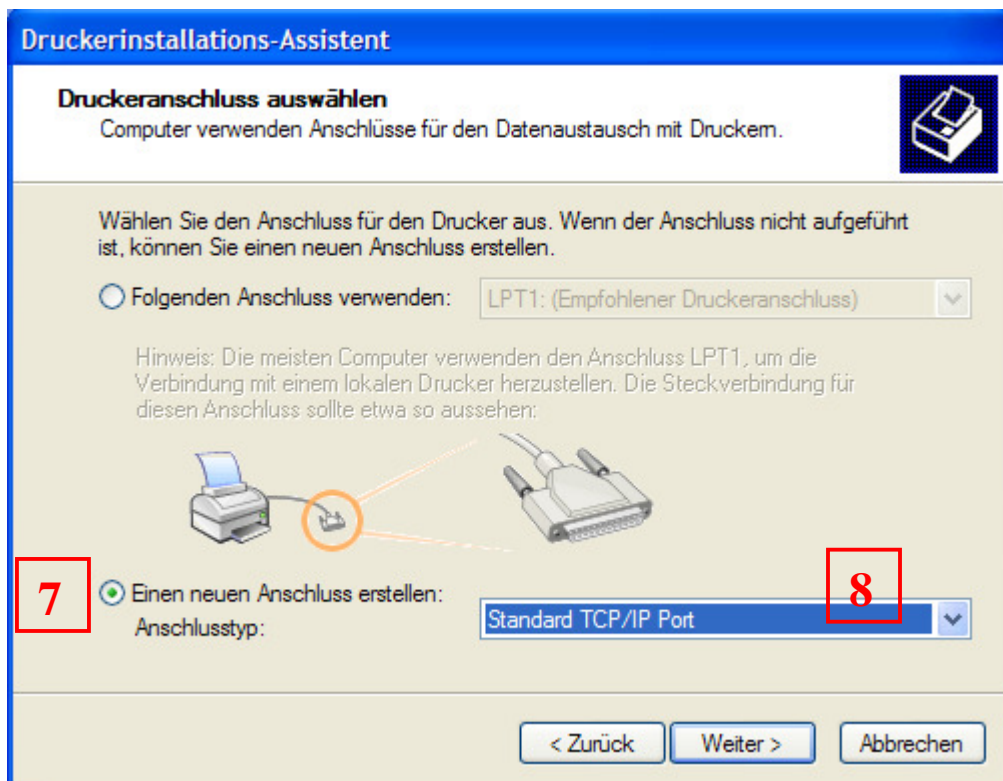 Druckerinstallations-Assistent
Druckeranschluss auswählen
Computer verwenden Anschlüsse für den Datenaustausch mit Druckern.
Wählen Sie den Anschluss für den Drucker aus. Wenn der Anschluss nicht aufgeführt
ist, können Sie einen neuen Anschluss erstellen.
Folgenden Anschluss verwenden: LPT1: (Empfohlener Druckeranschluss)
Hinweis: Die meisten Computer verwenden den Anschluss LPT1, um die
Verbindung mit einem lokalen Drucker herzustellen. Die Steckverbindung für
diesen Anschluss sollte etwa so aussehen:
7 Einen neuen Anschluss erstellen: 8
Anschlusstyp: Standard TCP/IP Port
< Zurück Weiter > Abbrechen